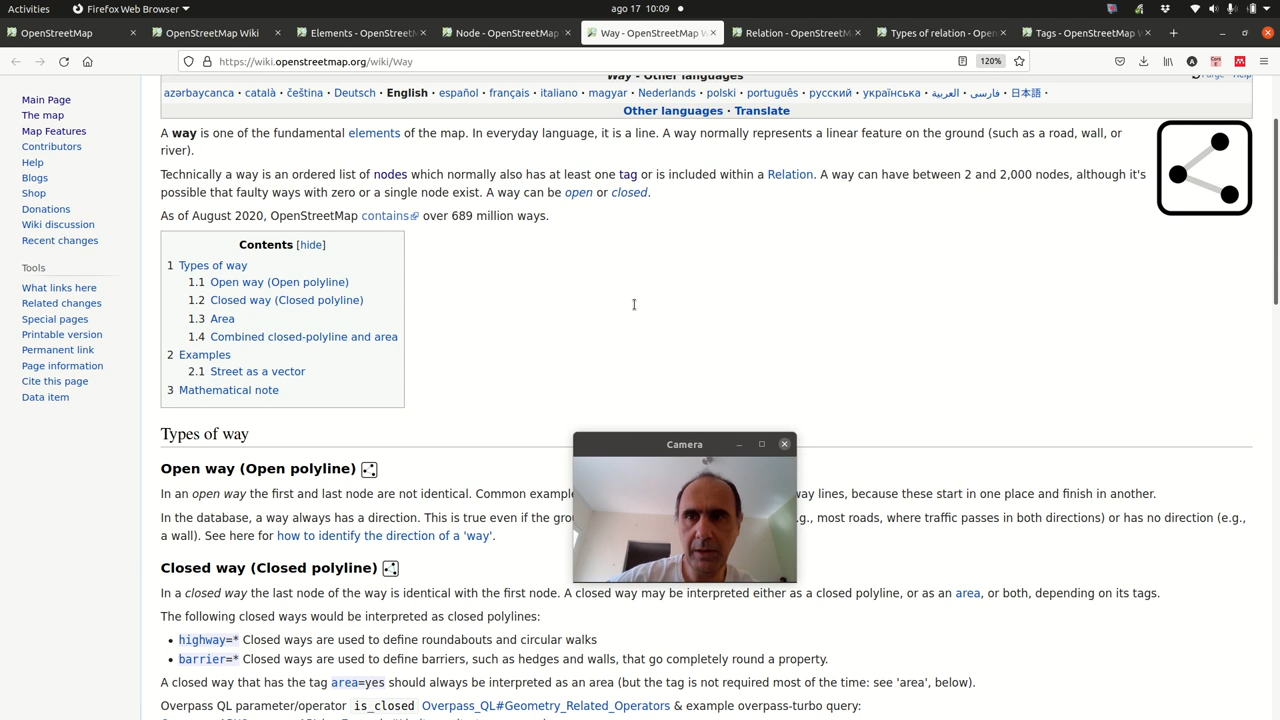 Activities Firefox Web Browser ago 17 10:09
OpenStreetMap OpenStreetMap Wiki Elements - OpenStreetM Node - OpenStreetMap Way - OpenStreetMap W Relation - OpenStreetM Types of relation - Open Tags - OpenStreetMap W
https://wiki.openstreetmap.org/wiki/Way 120%
Way - Other languages Purge Help
azərbaycanca · català · čeština · Deutsch · English · español · français · italiano · magyar · Nederlands · polski · português · русский · українська · العربية · فارسی · 日本語 ·
Other languages · Translate
Main Page
The map
Map Features
Contributors
Help
Blogs
Shop
Donations
Wiki discussion
Recent changes
Tools
What links here
Related changes
Special pages
Printable version
Permanent link
Page information
Cite this page
Data item
A way is one of the fundamental elements of the map. In everyday language, it is a line. A way normally represents a linear feature on the ground (such as a road, wall, or
river).
Technically a way is an ordered list of nodes which normally also has at least one tag or is included within a Relation. A way can have between 2 and 2,000 nodes, although it's
possible that faulty ways with zero or a single node exist. A way can be open or closed.
As of August 2020, OpenStreetMap contains over 689 million ways.
Contents [hide]
1 Types of way
1.1 Open way (Open polyline)
1.2 Closed way (Closed polyline)
1.3 Area
1.4 Combined closed-polyline and area
2 Examples
2.1 Street as a vector
3 Mathematical note
Types of way
Camera
Open way (Open polyline)
In an open way the first and last node are not identical. Common exampl way lines, because these start in one place and finish in another.
In the database, a way always has a direction. This is true even if the grou .g., most roads, where traffic passes in both directions) or has no direction (e.g.,
a wall). See here for how to identify the direction of a 'way'.
Closed way (Closed polyline)
In a closed way the last node of the way is identical with the first node. A closed way may be interpreted either as a closed polyline, or as an area, or both, depending on its tags.
The following closed ways would be interpreted as closed polylines:
• highway=* Closed ways are used to define roundabouts and circular walks
• barrier=* Closed ways are used to define barriers, such as hedges and walls, that go completely round a property.
A closed way that has the tag area=yes should always be interpreted as an area (but the tag is not required most of the time: see 'area', below).
Overpass QL parameter/operator is_closed Overpass_QL#Geometry_Related_Operators & example overpass-turbo query: